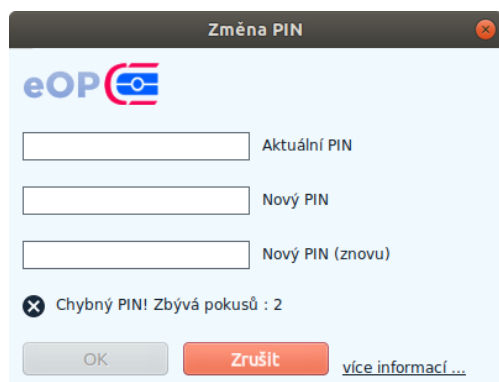 Změna PIN
eOP
Aktuální PIN
Nový PIN
Nový PIN (znovu)
Chybný PIN! Zbývá pokusů : 2
OK
Zrušit
více informací ...